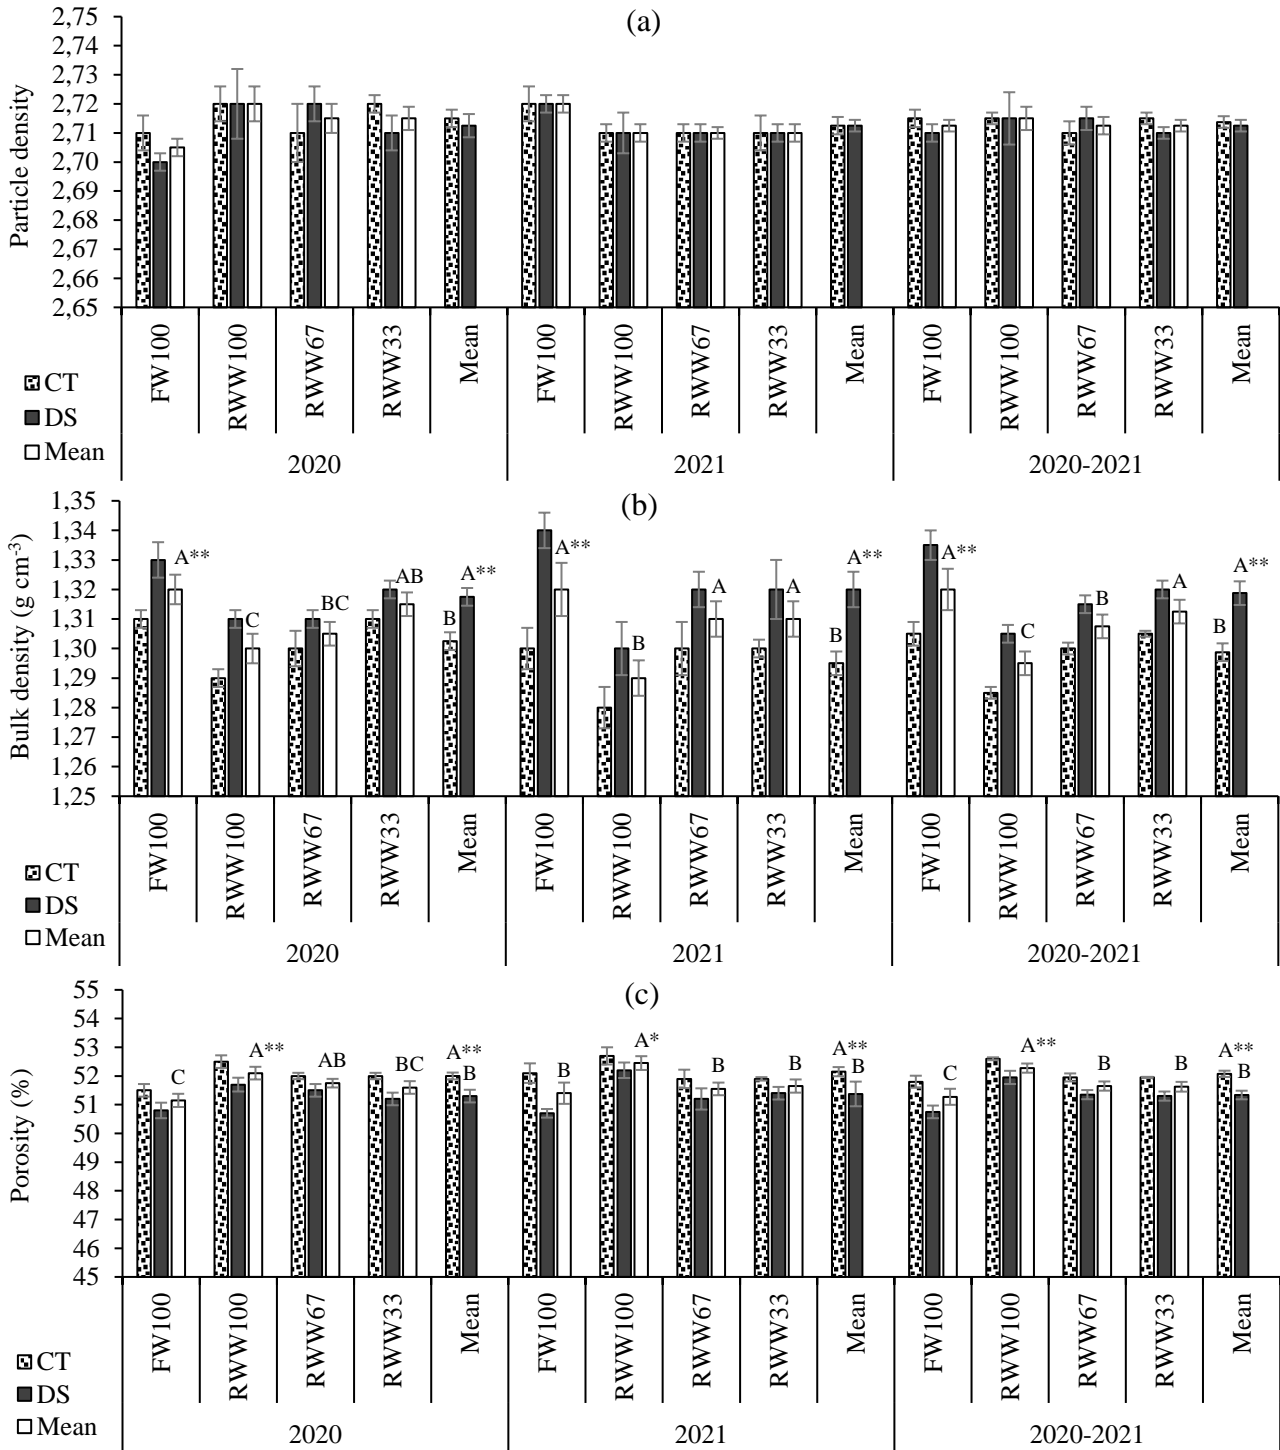 (a)
Particle density
2,75
2,74
2,73
2,72
2,71
2,70
2,69
2,68
2,67
2,66
2,65
FW100 RWW100 RWW67 RWW33 Mean FW100 RWW100 RWW67 RWW33 Mean FW100 RWW100 RWW67 RWW33 Mean
CT
DS
Mean
2020 2021 2020-2021
(b)
Bulk density (g cm-3)
1,35
1,34
1,33
1,32
1,31
1,30
1,29
1,28
1,27
1,26
1,25
A** C BC AB B A** A** B A A B A** A** C B A B A**
FW100 RWW100 RWW67 RWW33 Mean FW100 RWW100 RWW67 RWW33 Mean FW100 RWW100 RWW67 RWW33 Mean
CT
DS
Mean
2020 2021 2020-2021
(c)
Porosity (%)
55
54
53
52
51
50
49
48
47
46
45
C A** AB BC A** B B A* B B A** B C A** B B A** B
FW100 RWW100 RWW67 RWW33 Mean FW100 RWW100 RWW67 RWW33 Mean FW100 RWW100 RWW67 RWW33 Mean
CT
DS
Mean
2020 2021 2020-2021